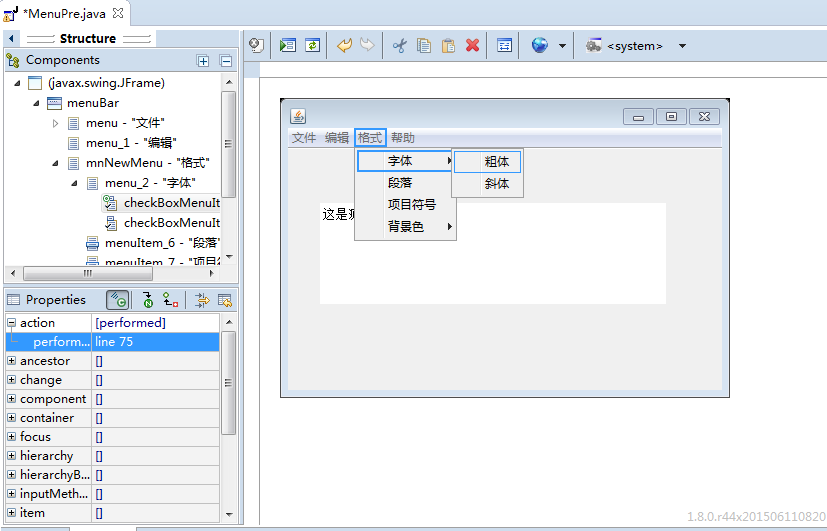 *MenuPre.java
Structure
Components
(javax.swing.JFrame)
menuBar
menu - "文件"
menu_1 - "编辑"
mnNewMenu - "格式"
menu_2 - "字体"
checkBoxMenuIt
checkBoxMenuIt
menuItem_6 - "段落"
menuItem_7 - "项目符
Properties
action [performed]
perform... line 75
ancestor []
change []
component []
container []
focus []
hierarchy []
hierarchyB... []
inputMeth... []
item []
<system>
文件 编辑 格式 帮助
字体
段落
项目符号
背景色
粗体
斜体
这是
1.8.0.r44x201506110820